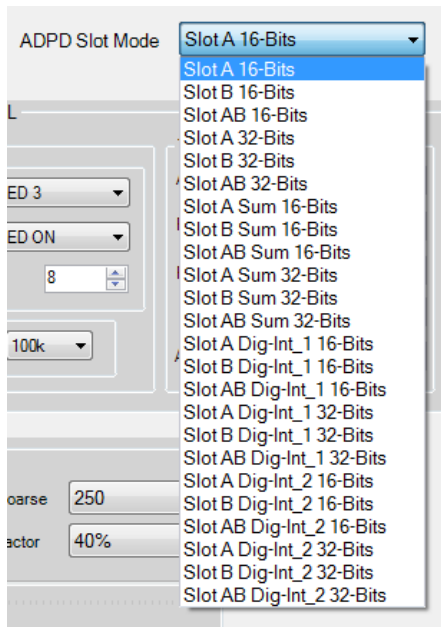 ADPD Slot Mode
Slot A 16-Bits
Slot A 16-Bits
Slot B 16-Bits
Slot AB 16-Bits
Slot A 32-Bits
Slot B 32-Bits
Slot AB 32-Bits
Slot A Sum 16-Bits
Slot B Sum 16-Bits
Slot AB Sum 16-Bits
Slot A Sum 32-Bits
Slot B Sum 32-Bits
Slot AB Sum 32-Bits
Slot A Dig-Int_1 16-Bits
Slot B Dig-Int_1 16-Bits
Slot AB Dig-Int_1 16-Bits
Slot A Dig-Int_1 32-Bits
Slot B Dig-Int_1 32-Bits
Slot AB Dig-Int_1 32-Bits
Slot A Dig-Int_2 16-Bits
Slot B Dig-Int_2 16-Bits
Slot AB Dig-Int_2 16-Bits
Slot A Dig-Int_2 32-Bits
Slot B Dig-Int_2 32-Bits
Slot AB Dig-Int_2 32-Bits
L
ED 3
ED ON
8
100k
oarse
250
actor
40%